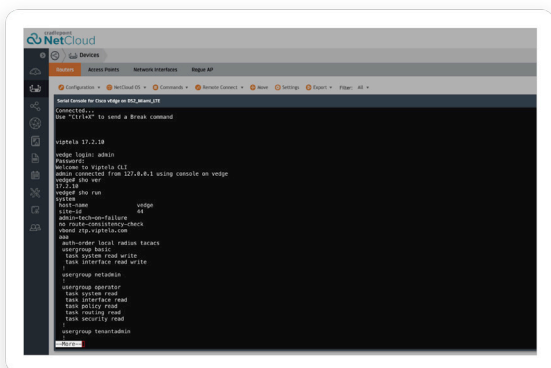 cradlepoint
NetCloud
Devices
Routers Access Points Network Interfaces Rogue AP
Configuration NetCloud OS Commands Remote Connect Move Settings Export Filter: All
Serial Console for Cisco vEdge on DS2_Miami_LTE
Connected...
Use "Ctrl+X" to send a Break command
viptela 17.2.10
vedge login: admin
Password:
Welcome to Viptela CLI
admin connected from 127.0.0.1 using console on vedge
vedge# sho ver
17.2.10
vedge# sho run
system
host-name vedge
site-id 44
admin-tech-on-failure
no route-consistency-check
vbond ztp.viptela.com
aaa
auth-order local radius tacacs
usergroup basic
task system read write
task interface read write
!
usergroup netadmin
!
usergroup operator
task system read
task interface read
task policy read
task routing read
task security read
!
usergroup tenantadmin
!
--More--